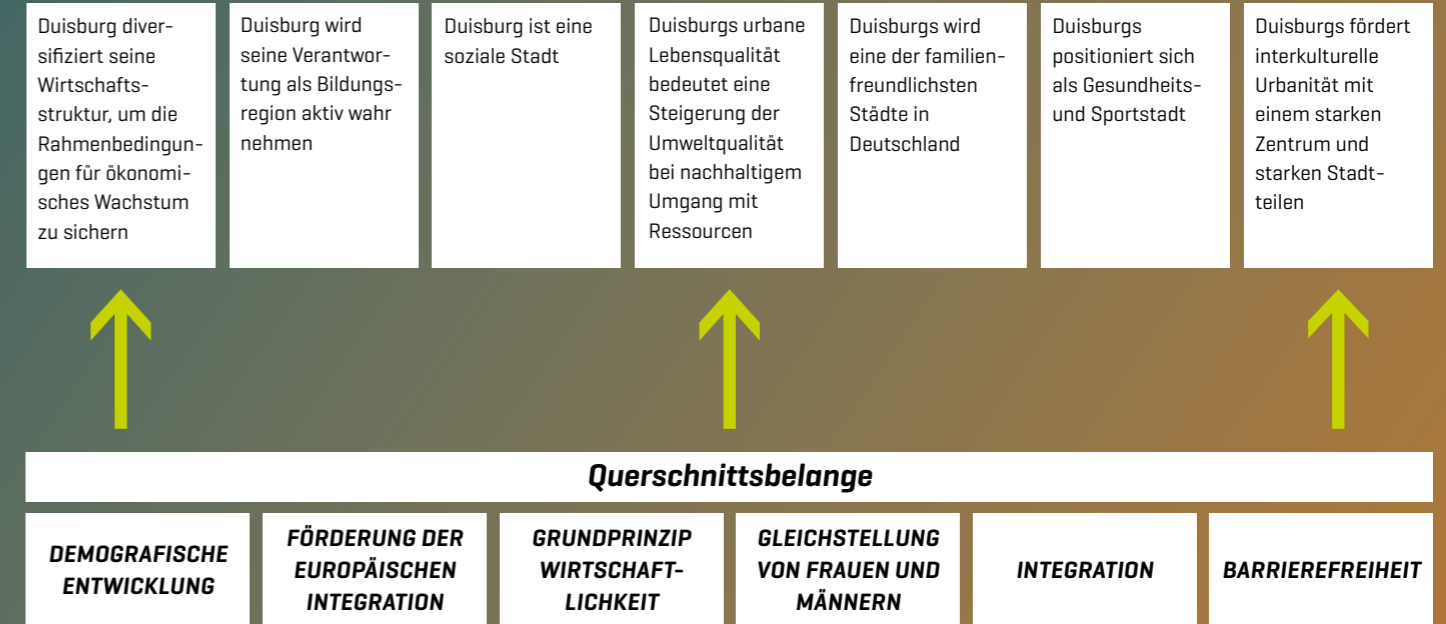 Duisburg diver-
sifiziert seine
Wirtschafts-
struktur, um die
Rahmenbedingun-
gen für ökonomi-
sches Wachstum
zu sichern
Duisburg wird
seine Verantwor-
tung als Bildungs-
region aktiv wahr
nehmen
Duisburg ist eine
soziale Stadt
Duisburgs urbane
Lebensqualität
bedeutet eine
Steigerung der
Umweltqualität
bei nachhaltigem
Umgang mit
Ressourcen
Duisburgs wird
eine der familien-
freundlichsten
Städte in
Deutschland
Duisburgs
positioniert sich
als Gesundheits-
und Sportstadt
Duisburgs fördert
interkulturelle
Urbanität mit
einem starken
Zentrum und
starken Stadt-
teilen
Querschnittsbelange
DEMOGRAFISCHE
ENTWICKLUNG
FÖRDERUNG DER
EUROPÄISCHEN
INTEGRATION
GRUNDPRINZIP
WIRTSCHAFT-
LICHKEIT
GLEICHSTELLUNG
VON FRAUEN UND
MÄNNERN
INTEGRATION
BARRIEREFREIHEIT